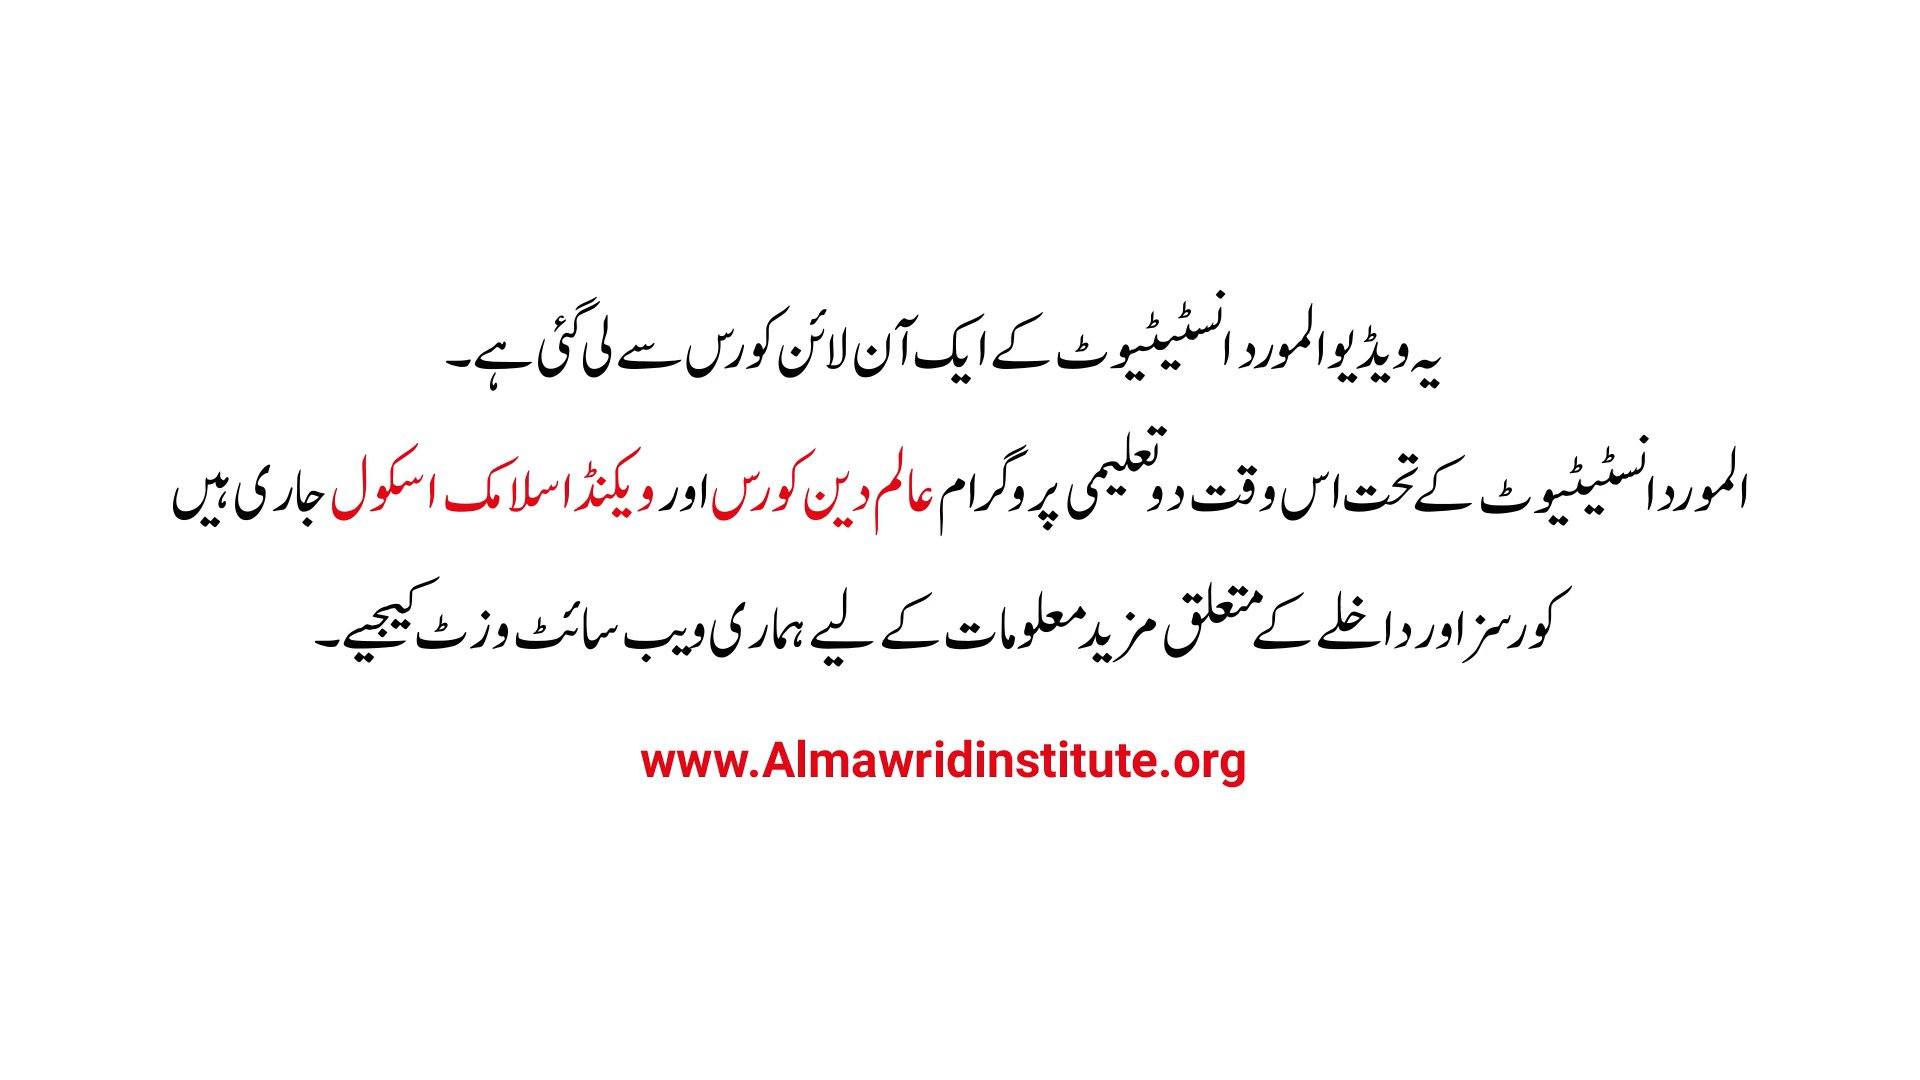 یہ ویڈیو المورد انسٹیٹیوٹ کے ایک آن لائن کورس سے لی گئی ہے۔
المورد انسٹیٹیوٹ کے تحت اس وقت دو تعلیمی پروگرام عالم دین کورس اور ویکنڈ اسلامک اسکول جاری ہیں
کورسز اور داخلے کے متعلق مزید معلومات کے لیے ہماری ویب سائٹ وزٹ کیجیے۔
www.Almawridinstitute.org